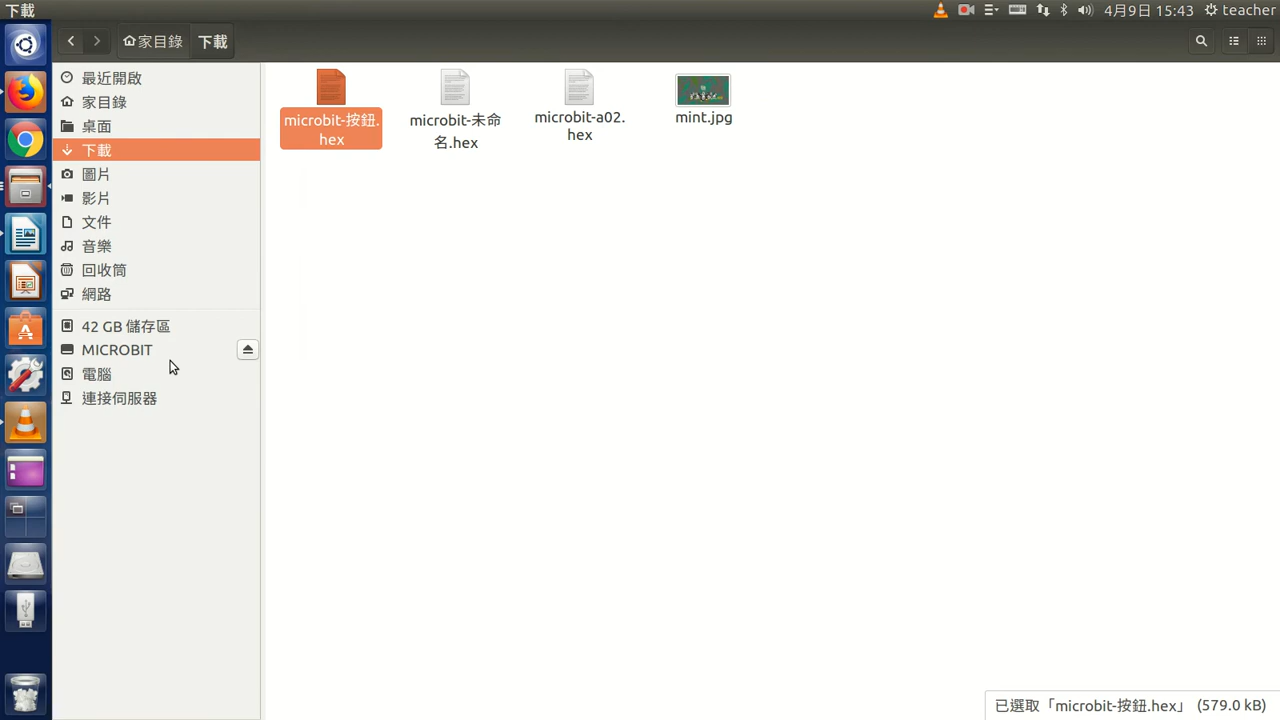 下載
4月9日 15:43
teacher
家目錄
下載
最近開啟
家目錄
桌面
下載
圖片
影片
文件
音樂
回收筒
網路
42 GB 儲存區
MICROBIT
電腦
連接伺服器
microbit-按鈕.
hex
microbit-未命
名.hex
microbit-a02.
hex
mint.jpg
已選取「microbit-按鈕.hex」 (579.0 kB)